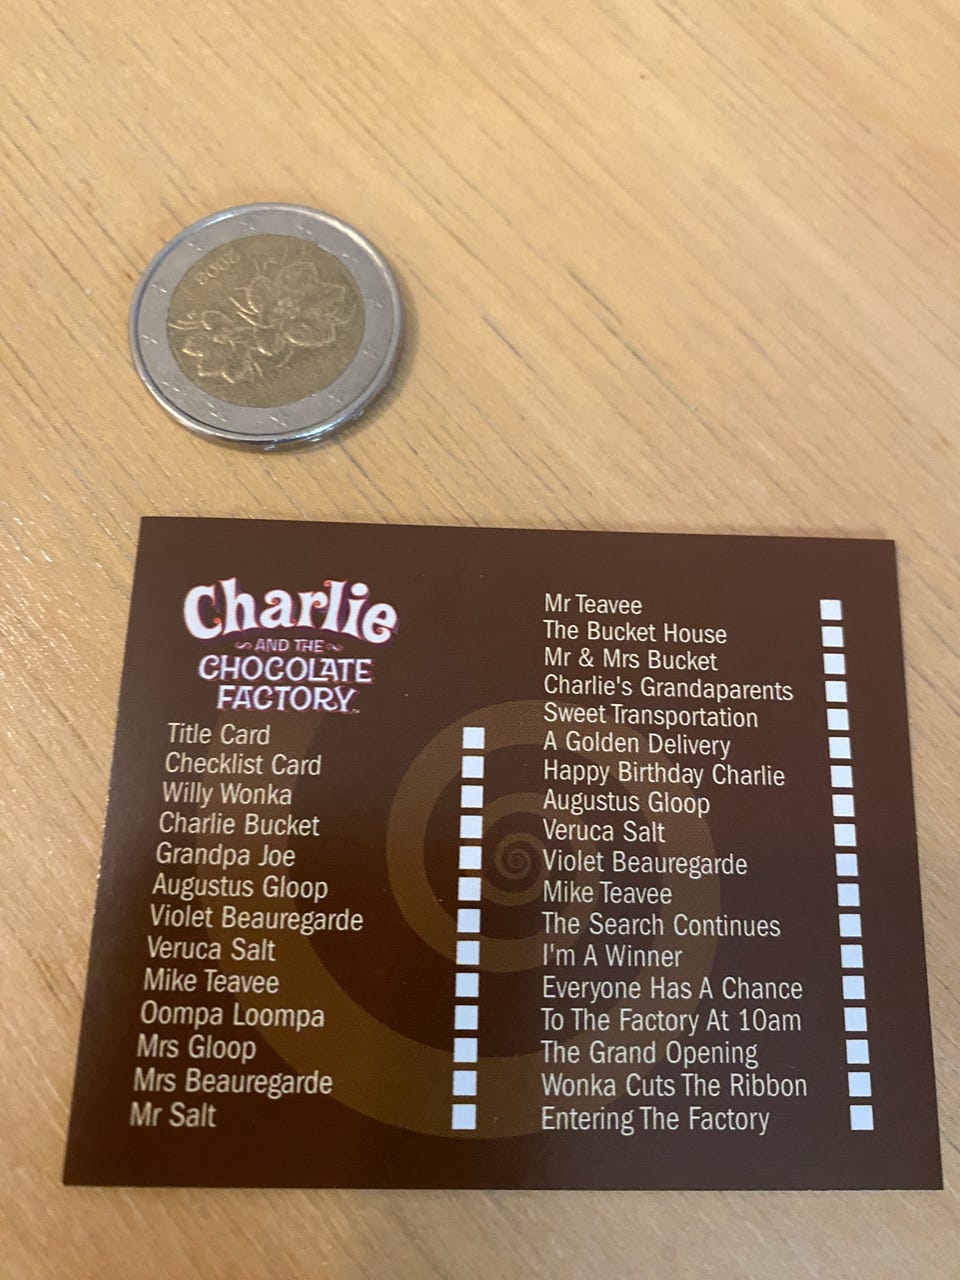 2008
Charlie
AND THE
CHOCOLATE
FACTORY™
Title Card
Checklist Card
Willy Wonka
Charlie Bucket
Grandpa Joe
Augustus Gloop
Violet Beauregarde
Veruca Salt
Mike Teavee
Oompa Loompa
Mrs Gloop
Mrs Beauregarde
Mr Salt
Mr Teavee
The Bucket House
Mr & Mrs Bucket
Charlie's Grandaparents
Sweet Transportation
A Golden Delivery
Happy Birthday Charlie
Augustus Gloop
Veruca Salt
Violet Beauregarde
Mike Teavee
The Search Continues
I'm A Winner
Everyone Has A Chance
To The Factory At 10am
The Grand Opening
Wonka Cuts The Ribbon
Entering The Factory